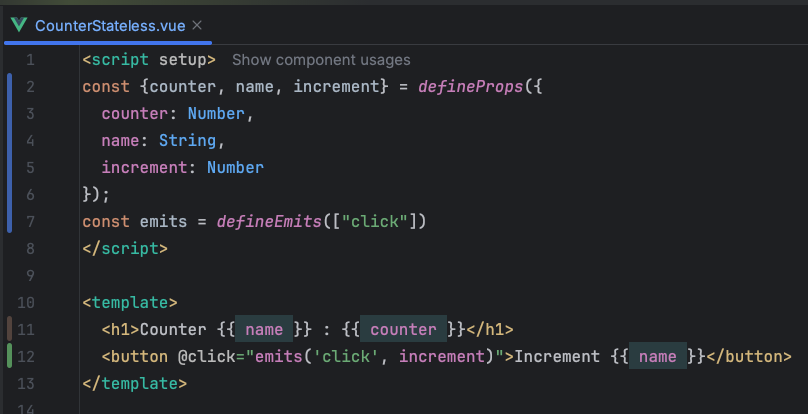 CounterStateless.vue ×
1 <script setup> Show component usages
2 const {counter, name, increment} = defineProps({
3   counter: Number,
4   name: String,
5   increment: Number
6 });
7 const emits = defineEmits(["click"])
8 </script>
9
10 <template>
11   <h1>Counter {{ name }} : {{ counter }}</h1>
12   <button @click="emits('click', increment)">Increment {{ name }}</button>
13 </template>
14